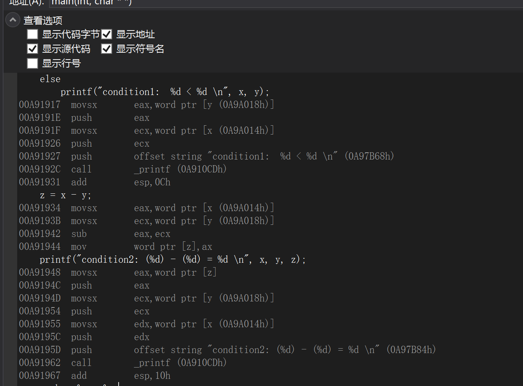 地址(A): main(int, char **)
查看选项
显示代码字节 显示地址
显示源代码 显示符号名
显示行号
else
printf("condition1:  %d < %d \n", x, y);
00A91917  movsx  eax,word ptr [y (0A9A018h)]
00A9191E  push  eax
00A9191F  movsx  ecx,word ptr [x (0A9A014h)]
00A91926  push  ecx
00A91927  push  offset string "condition1:  %d < %d \n" (0A97B68h)
00A9192C  call  _printf (0A910CDh)
00A91931  add  esp,0Ch
z = x - y;
00A91934  movsx  eax,word ptr [x (0A9A014h)]
00A9193B  movsx  ecx,word ptr [y (0A9A018h)]
00A91942  sub  eax,ecx
00A91944  mov  word ptr [z],ax
printf("condition2: (%d) - (%d) = %d \n", x, y, z);
00A91948  movsx  eax,word ptr [z]
00A9194C  push  eax
00A9194D  movsx  ecx,word ptr [y (0A9A018h)]
00A91954  push  ecx
00A91955  movsx  edx,word ptr [x (0A9A014h)]
00A9195C  push  edx
00A9195D  push  offset string "condition2: (%d) - (%d) = %d \n" (0A97B84h)
00A91962  call  _printf (0A910CDh)
00A91967  add  esp,10h